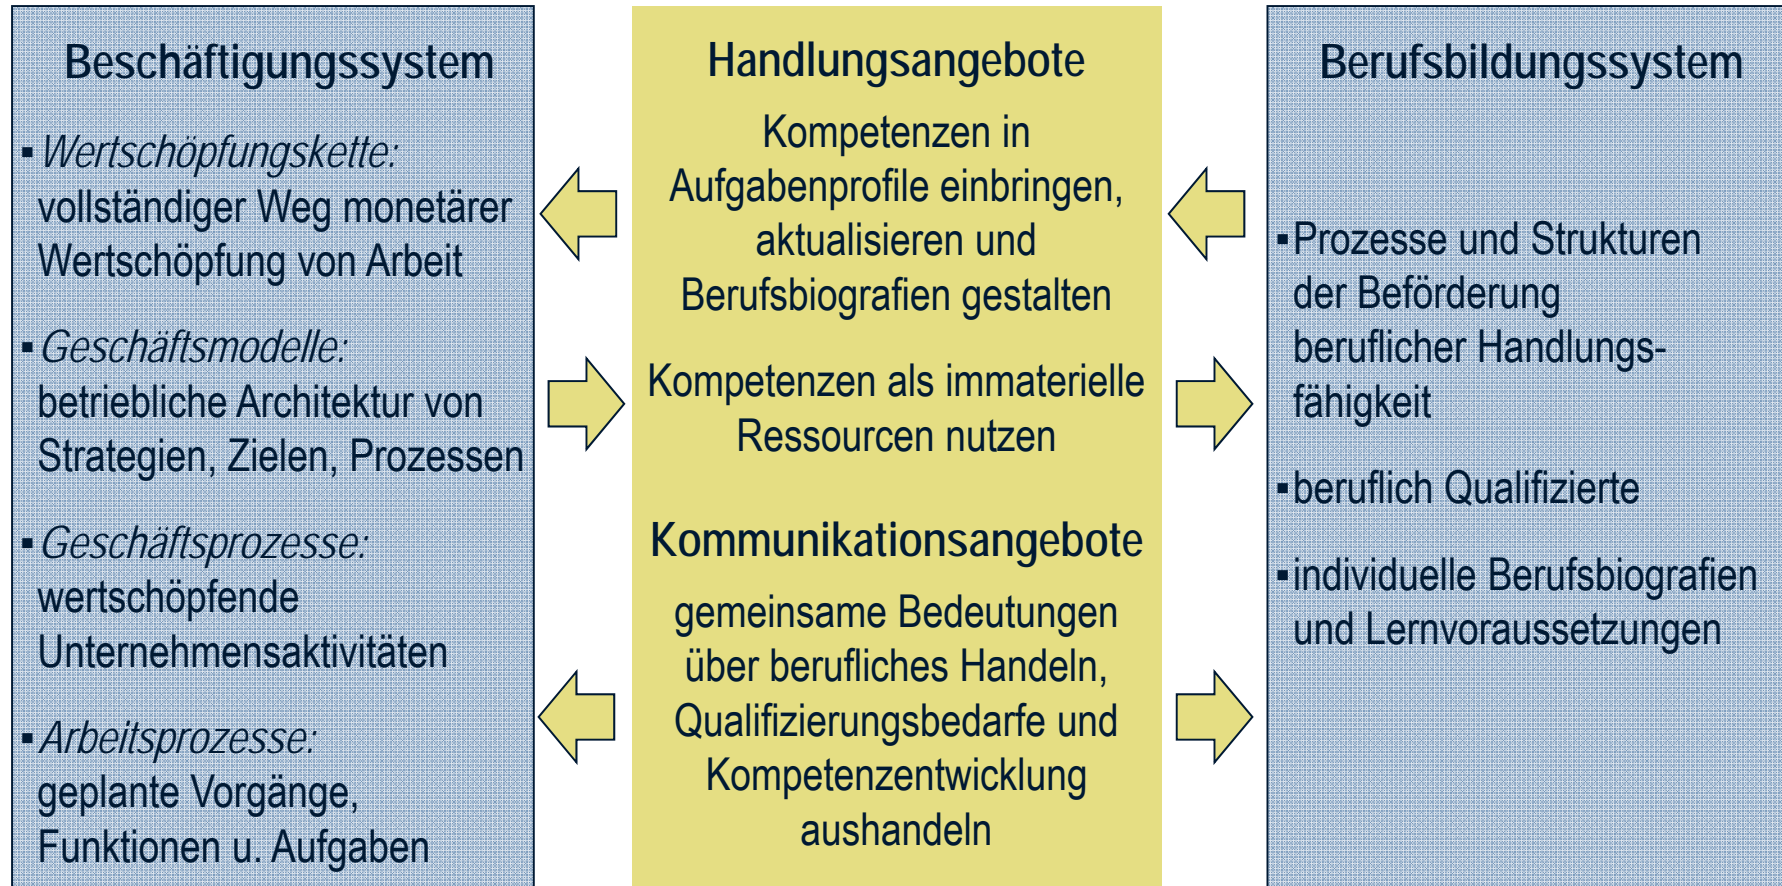 Beschäftigungssystem
▪Wertschöpfungskette:
vollständiger Weg monetärer
Wertschöpfung von Arbeit
▪Geschäftsmodelle:
betriebliche Architektur von
Strategien, Zielen, Prozessen
▪Geschäftsprozesse:
wertschöpfende
Unternehmensaktivitäten
▪Arbeitsprozesse:
geplante Vorgänge,
Funktionen u. Aufgaben
Handlungsangebote
Kompetenzen in
Aufgabenprofile einbringen,
aktualisieren und
Berufsbiografien gestalten
Kompetenzen als immaterielle
Ressourcen nutzen
Kommunikationsangebote
gemeinsame Bedeutungen
über berufliches Handeln,
Qualifizierungsbedarfe und
Kompetenzentwicklung
aushandeln
Berufsbildungssystem
▪Prozesse und Strukturen
der Beförderung
beruflicher Handlungs-
fähigkeit
▪beruflich Qualifizierte
▪individuelle Berufsbiografien
und Lernvoraussetzungen